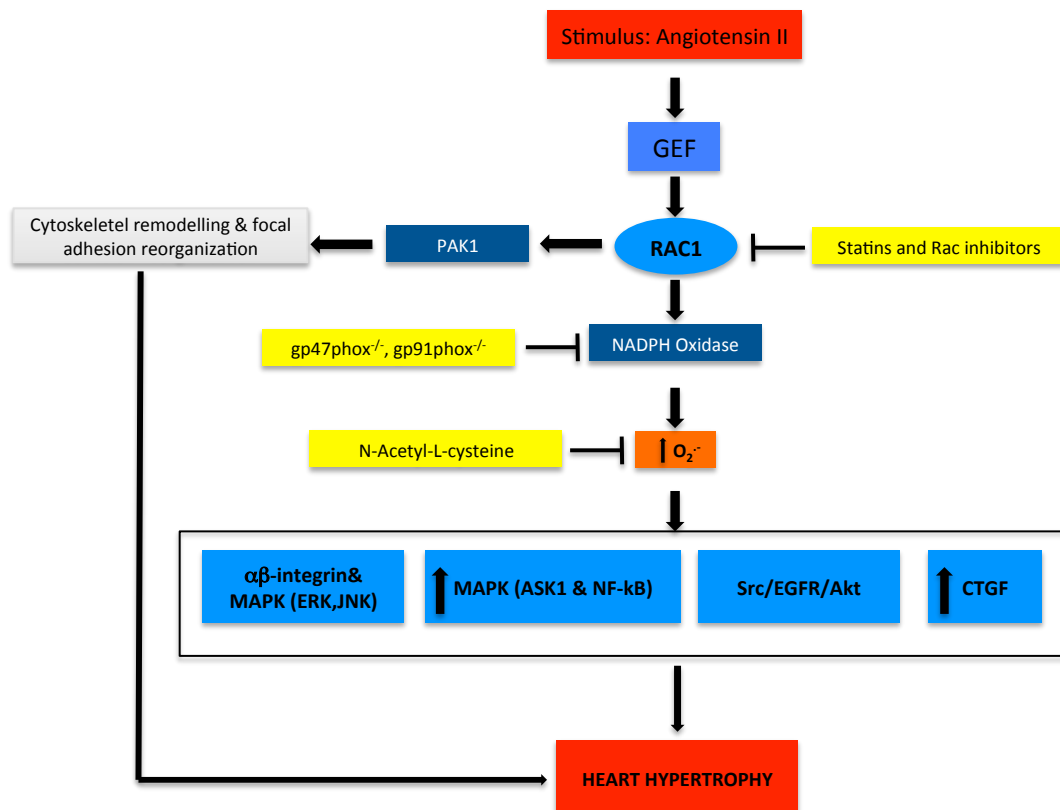 Stimulus: Angiotensin II
GEF
Cytoskeletel remodelling & focal
adhesion reorganization
PAK1
RAC1
Statins and Rac inhibitors
gp47phox-/-, gp91phox-/-
NADPH Oxidase
N-Acetyl-L-cysteine
O2.-
αβ-integrin&
MAPK (ERK,JNK)
MAPK (ASK1 & NF-kB)
Src/EGFR/Akt
CTGF
HEART HYPERTROPHY